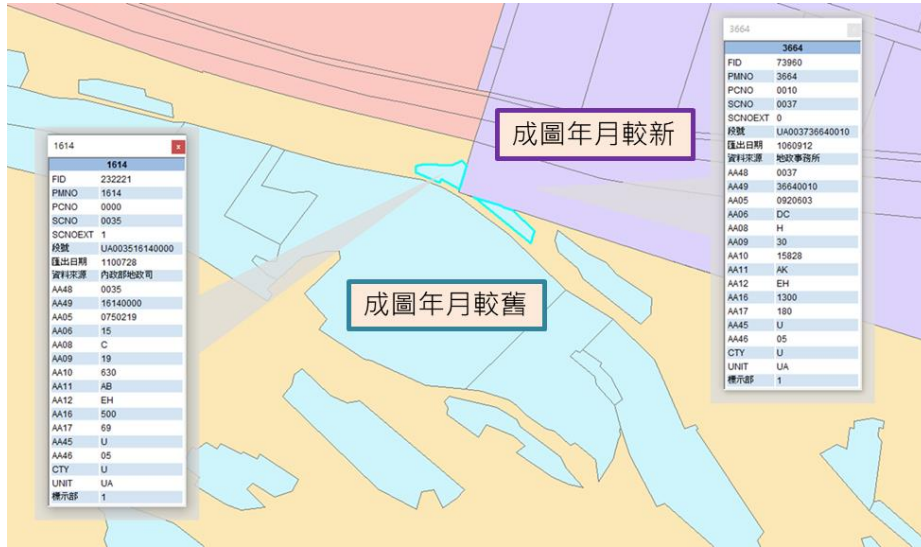 3664
3664
FID 73960
PMNO 3664
PCNO 0010
SCNO 0037
SCNOEXT 0
段號 UA003736640010
匯出日期 1060912
資料來源 地政事務所
AA48 0037
AA49 36640010
AA05 0920603
AA06 DC
AA08 H
AA09 30
AA10 15828
AA11 AK
AA12 EH
AA16 1300
AA17 180
AA45 U
AA46 05
CTY U
UNIT UA
標示部 1
成圖年月較新
1614
1614
FID 232221
PMNO 1614
PCNO 0000
SCNO 0035
SCNOEXT 1
段號 UA003516140000
匯出日期 1100728
資料來源 內政部地政司
AA48 0035
AA49 16140000
AA05 0750219
AA06 15
AA08 C
AA09 19
AA10 630
AA11 AB
AA12 EH
AA16 500
AA17 69
AA45 U
AA46 05
CTY U
UNIT UA
標示部 1
成圖年月較舊